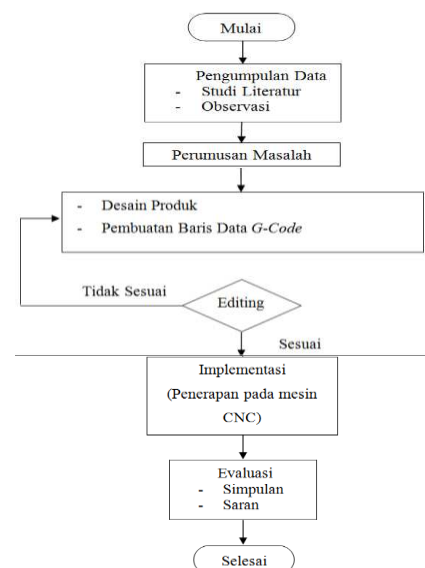 Mulai
Pengumpulan Data
- Studi Literatur
- Observasi
Perumusan Masalah
- Desain Produk
- Pembuatan Baris Data G-Code
Tidak Sesuai
Editing
Sesuai
Implementasi
(Penerapan pada mesin
CNC)
Evaluasi
- Simpulan
- Saran
Selesai